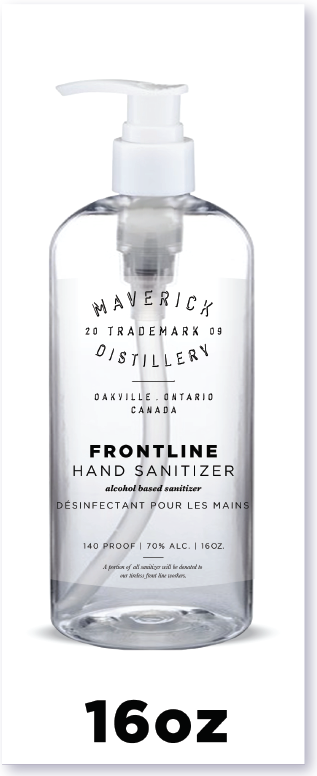 MAVERICK
20 TRADEMARK 09
DISTILLERY
OAKVILLE . ONTARIO
CANADA
FRONTLINE
HAND SANITIZER
alcohol based sanitizer
DÉSINFECTANT POUR LES MAINS
140 PROOF | 70% ALC. | 16OZ.
A portion of all sanitizer will be donated to
our tireless front line workers.
16oz